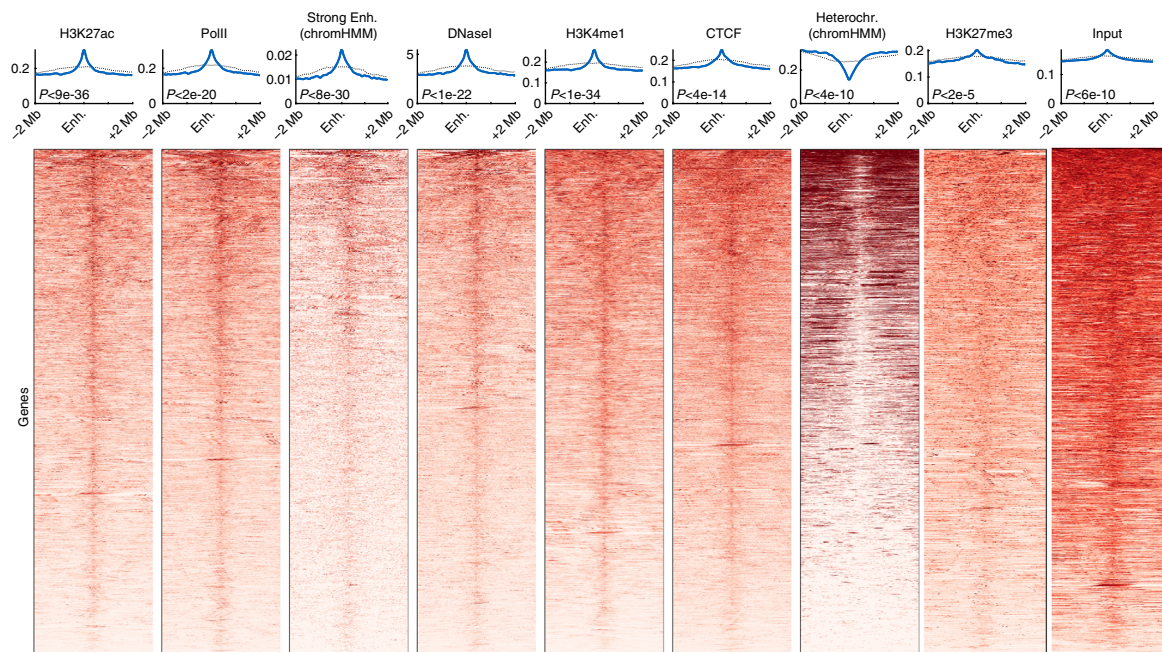 H3K27ac
PolII
Strong Enh.
(chromHMM)
DNaseI
H3K4me1
CTCF
Heterochr.
(chromHMM)
H3K27me3
Input
0.2
0
P<9e-36
–2 Mb
Enh.
+2 Mb
0.2
0
P<2e-20
–2 Mb
Enh.
+2 Mb
0.02
0.01
0
P<8e-30
–2 Mb
Enh.
+2 Mb
5
0
P<1e-22
–2 Mb
Enh.
+2 Mb
0.2
0.1
0
P<1e-34
–2 Mb
Enh.
+2 Mb
0.2
0.1
0
P<4e-14
–2 Mb
Enh.
+2 Mb
0.2
0
P<4e-10
–2 Mb
Enh.
+2 Mb
0.2
0.1
0
P<2e-5
–2 Mb
Enh.
+2 Mb
0.1
0
P<6e-10
–2 Mb
Enh.
+2 Mb
Genes